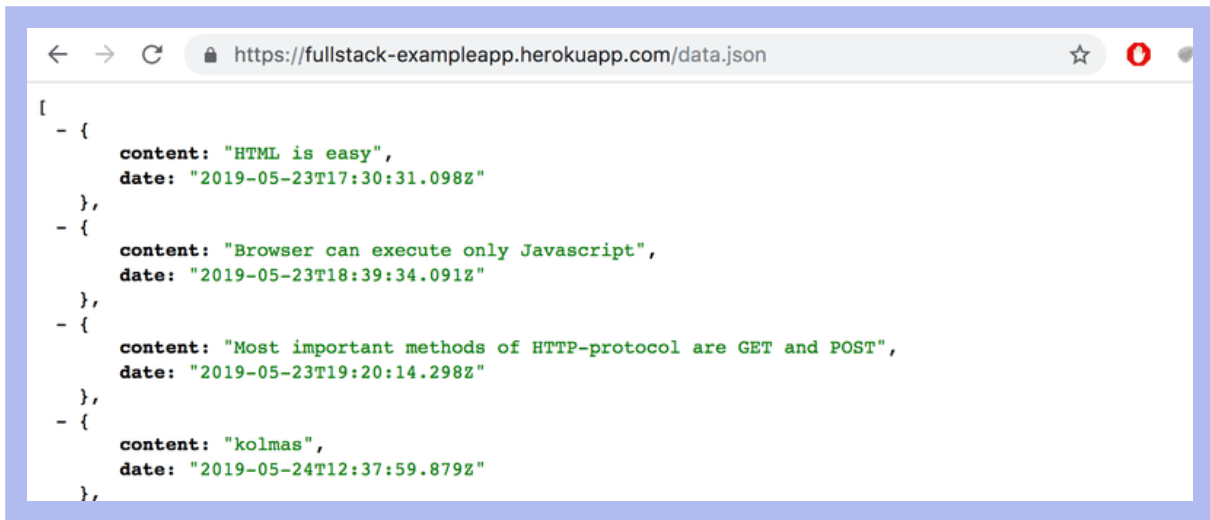 https://fullstack-exampleapp.herokuapp.com/data.json
[
- {
content: "HTML is easy",
date: "2019-05-23T17:30:31.098Z"
},
- {
content: "Browser can execute only Javascript",
date: "2019-05-23T18:39:34.091Z"
},
- {
content: "Most important methods of HTTP-protocol are GET and POST",
date: "2019-05-23T19:20:14.298Z"
},
- {
content: "kolmas",
date: "2019-05-24T12:37:59.879Z"
},